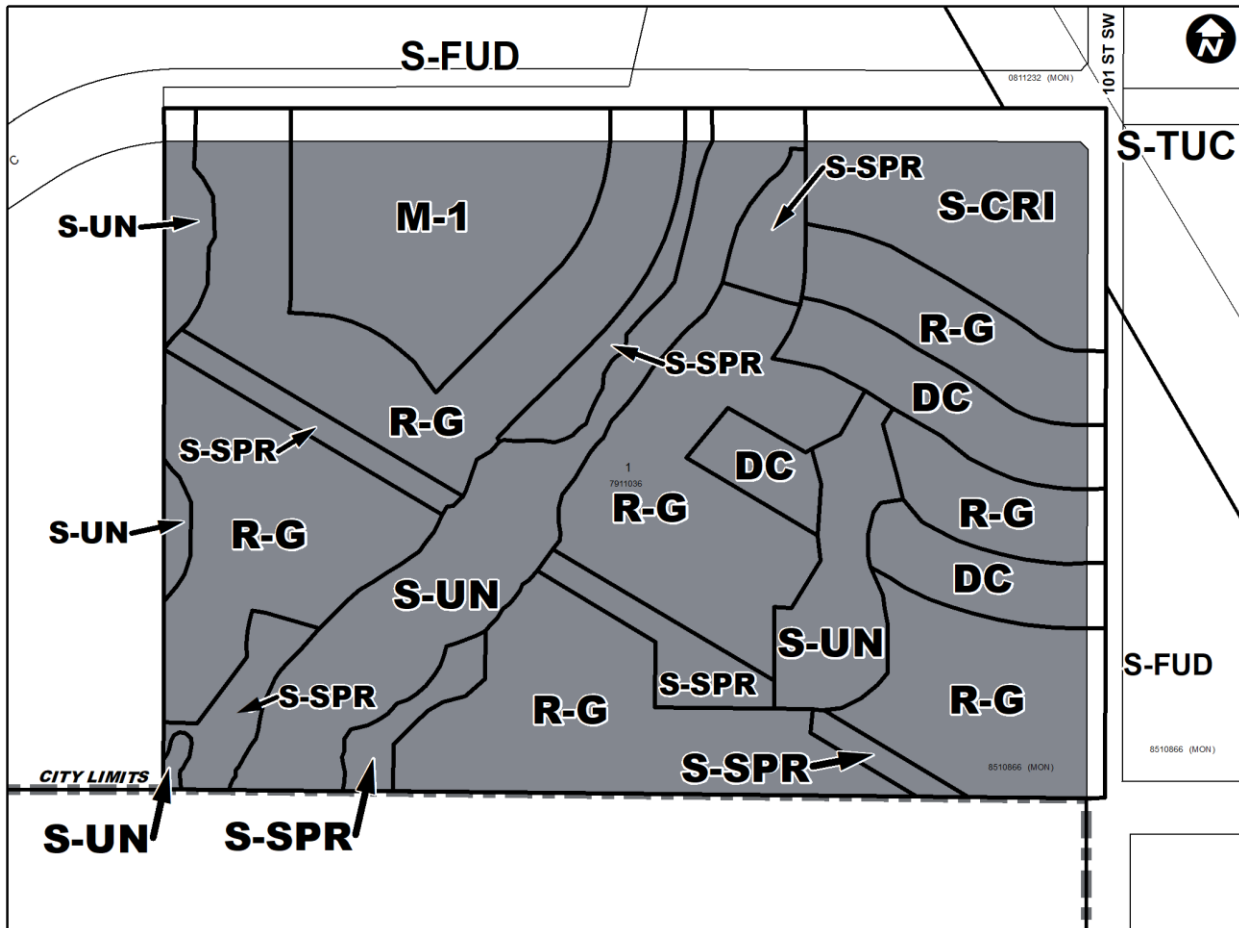 S-FUD
0811232 (MON)
101 ST SW
N
S-TUC
C
S-UN
M-1
S-SPR
S-CRI
R-G
S-SPR
DC
R-G
S-SPR
DC
1
7911036
R-G
R-G
S-UN
R-G
DC
S-UN
S-UN
S-FUD
S-SPR
S-SPR
R-G
R-G
8510866 (MON)
S-SPR
8510866 (MON)
CITY LIMITS
S-UN
S-SPR